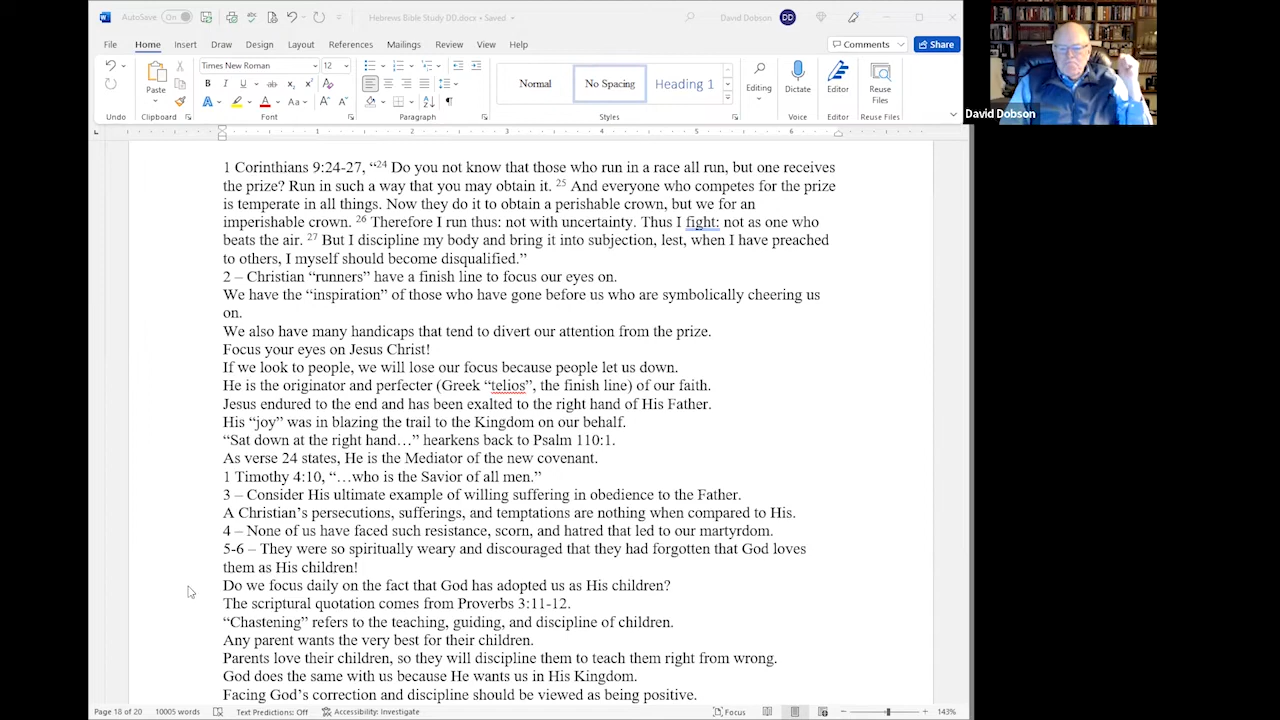 AutoSave On
Hebrews Bible Study DD.docx • Saved
David Dobson DD
File Home Insert Draw Design Layout References Mailings Review View Help
Comments Share
Times New Roman 12
Paste
Normal
No Spacing
Heading 1
Editing
Dictate
Editor
Reuse
Files
Undo Clipboard Font Paragraph Styles Voice Editor Reuse Files
David Dobson
1 2 3 4 5 6
1 Corinthians 9:24-27, “24 Do you not know that those who run in a race all run, but one receives
the prize? Run in such a way that you may obtain it. 25 And everyone who competes for the prize
is temperate in all things. Now they do it to obtain a perishable crown, but we for an
imperishable crown. 26 Therefore I run thus: not with uncertainty. Thus I fight: not as one who
beats the air. 27 But I discipline my body and bring it into subjection, lest, when I have preached
to others, I myself should become disqualified.”
2 – Christian “runners” have a finish line to focus our eyes on.
We have the “inspiration” of those who have gone before us who are symbolically cheering us
on.
We also have many handicaps that tend to divert our attention from the prize.
Focus your eyes on Jesus Christ!
If we look to people, we will lose our focus because people let us down.
He is the originator and perfecter (Greek “telios”, the finish line) of our faith.
Jesus endured to the end and has been exalted to the right hand of His Father.
His “joy” was in blazing the trail to the Kingdom on our behalf.
“Sat down at the right hand…” hearkens back to Psalm 110:1.
As verse 24 states, He is the Mediator of the new covenant.
1 Timothy 4:10, “…who is the Savior of all men.”
3 – Consider His ultimate example of willing suffering in obedience to the Father.
A Christian’s persecutions, sufferings, and temptations are nothing when compared to His.
4 – None of us have faced such resistance, scorn, and hatred that led to our martyrdom.
5-6 – They were so spiritually weary and discouraged that they had forgotten that God loves
them as His children!
Do we focus daily on the fact that God has adopted us as His children?
The scriptural quotation comes from Proverbs 3:11-12.
“Chastening” refers to the teaching, guiding, and discipline of children.
Any parent wants the very best for their children.
Parents love their children, so they will discipline them to teach them right from wrong.
God does the same with us because He wants us in His Kingdom.
Facing God’s correction and discipline should be viewed as being positive.
Page 18 of 20 10005 words Text Predictions: Off Accessibility: Investigate Focus 143%